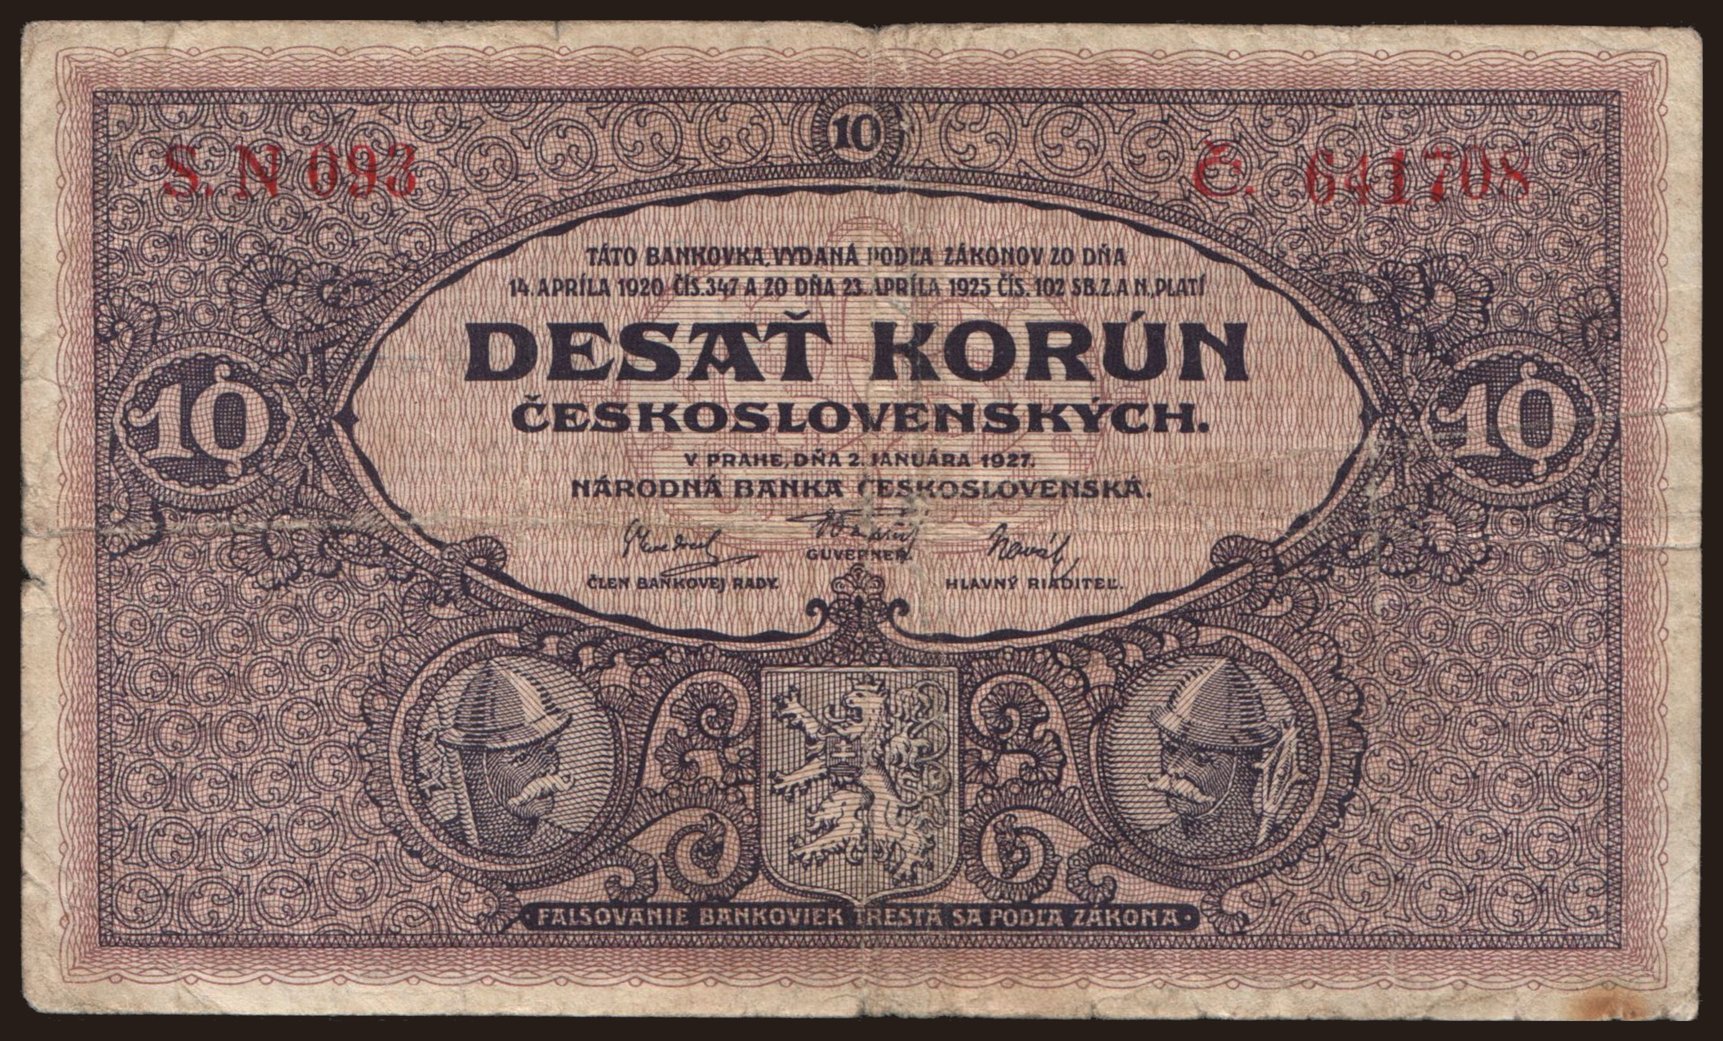 10
S. N 093
Č. 641708
TÁTO BANKOVKA, VYDANÁ PODĽA ZÁKONOV ZO DŇA
14. APRÍLA 1920 ČÍS. 347 A ZO DŇA 23. APRÍLA 1925 ČÍS. 102 SB. Z. A N., PLATÍ
DESAŤ KORÚN
ČESKOSLOVENSKÝCH.
10
10
V PRAHE, DŇA 2. JANUÁRA 1927.
NÁRODNÁ BANKA ČESKOSLOVENSKÁ.
GUVERNER.
ČLEN BANKOVEJ RADY.
HLAVNÝ RIADITEĽ.
· FALŠOVANIE BANKOVIEK TRESTÁ SA PODĽA ZÁKONA ·